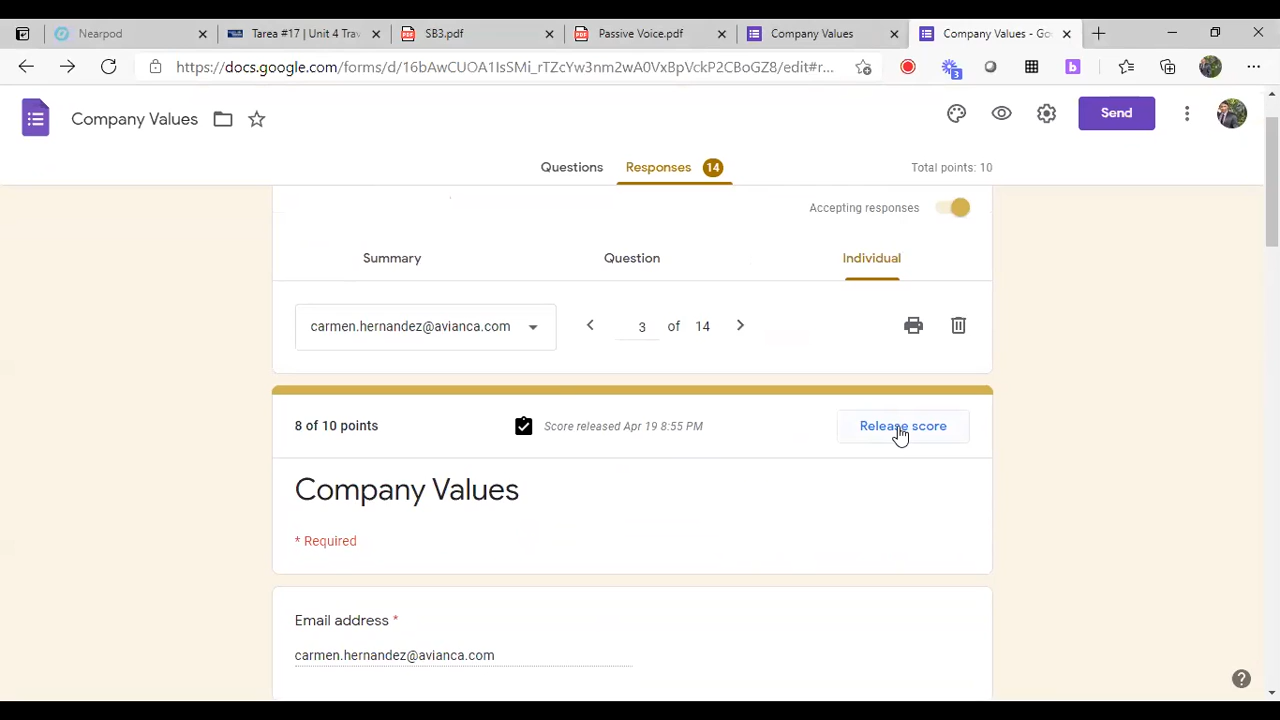 Nearpod
Tarea #17 | Unit 4 Trav
SB3.pdf
Passive Voice.pdf
Company Values
Company Values - Go
https://docs.google.com/forms/d/16bAwCUOA1IsSMi_rTZcYw3nm2wA0VxBpVckP2CBoGZ8/edit#r...
3
b
Company Values
Send
Questions
Responses 14
Total points: 10
Accepting responses
Summary
Question
Individual
carmen.hernandez@avianca.com
3 of 14
8 of 10 points
Score released Apr 19 8:55 PM
Release score
Company Values
* Required
Email address *
carmen.hernandez@avianca.com